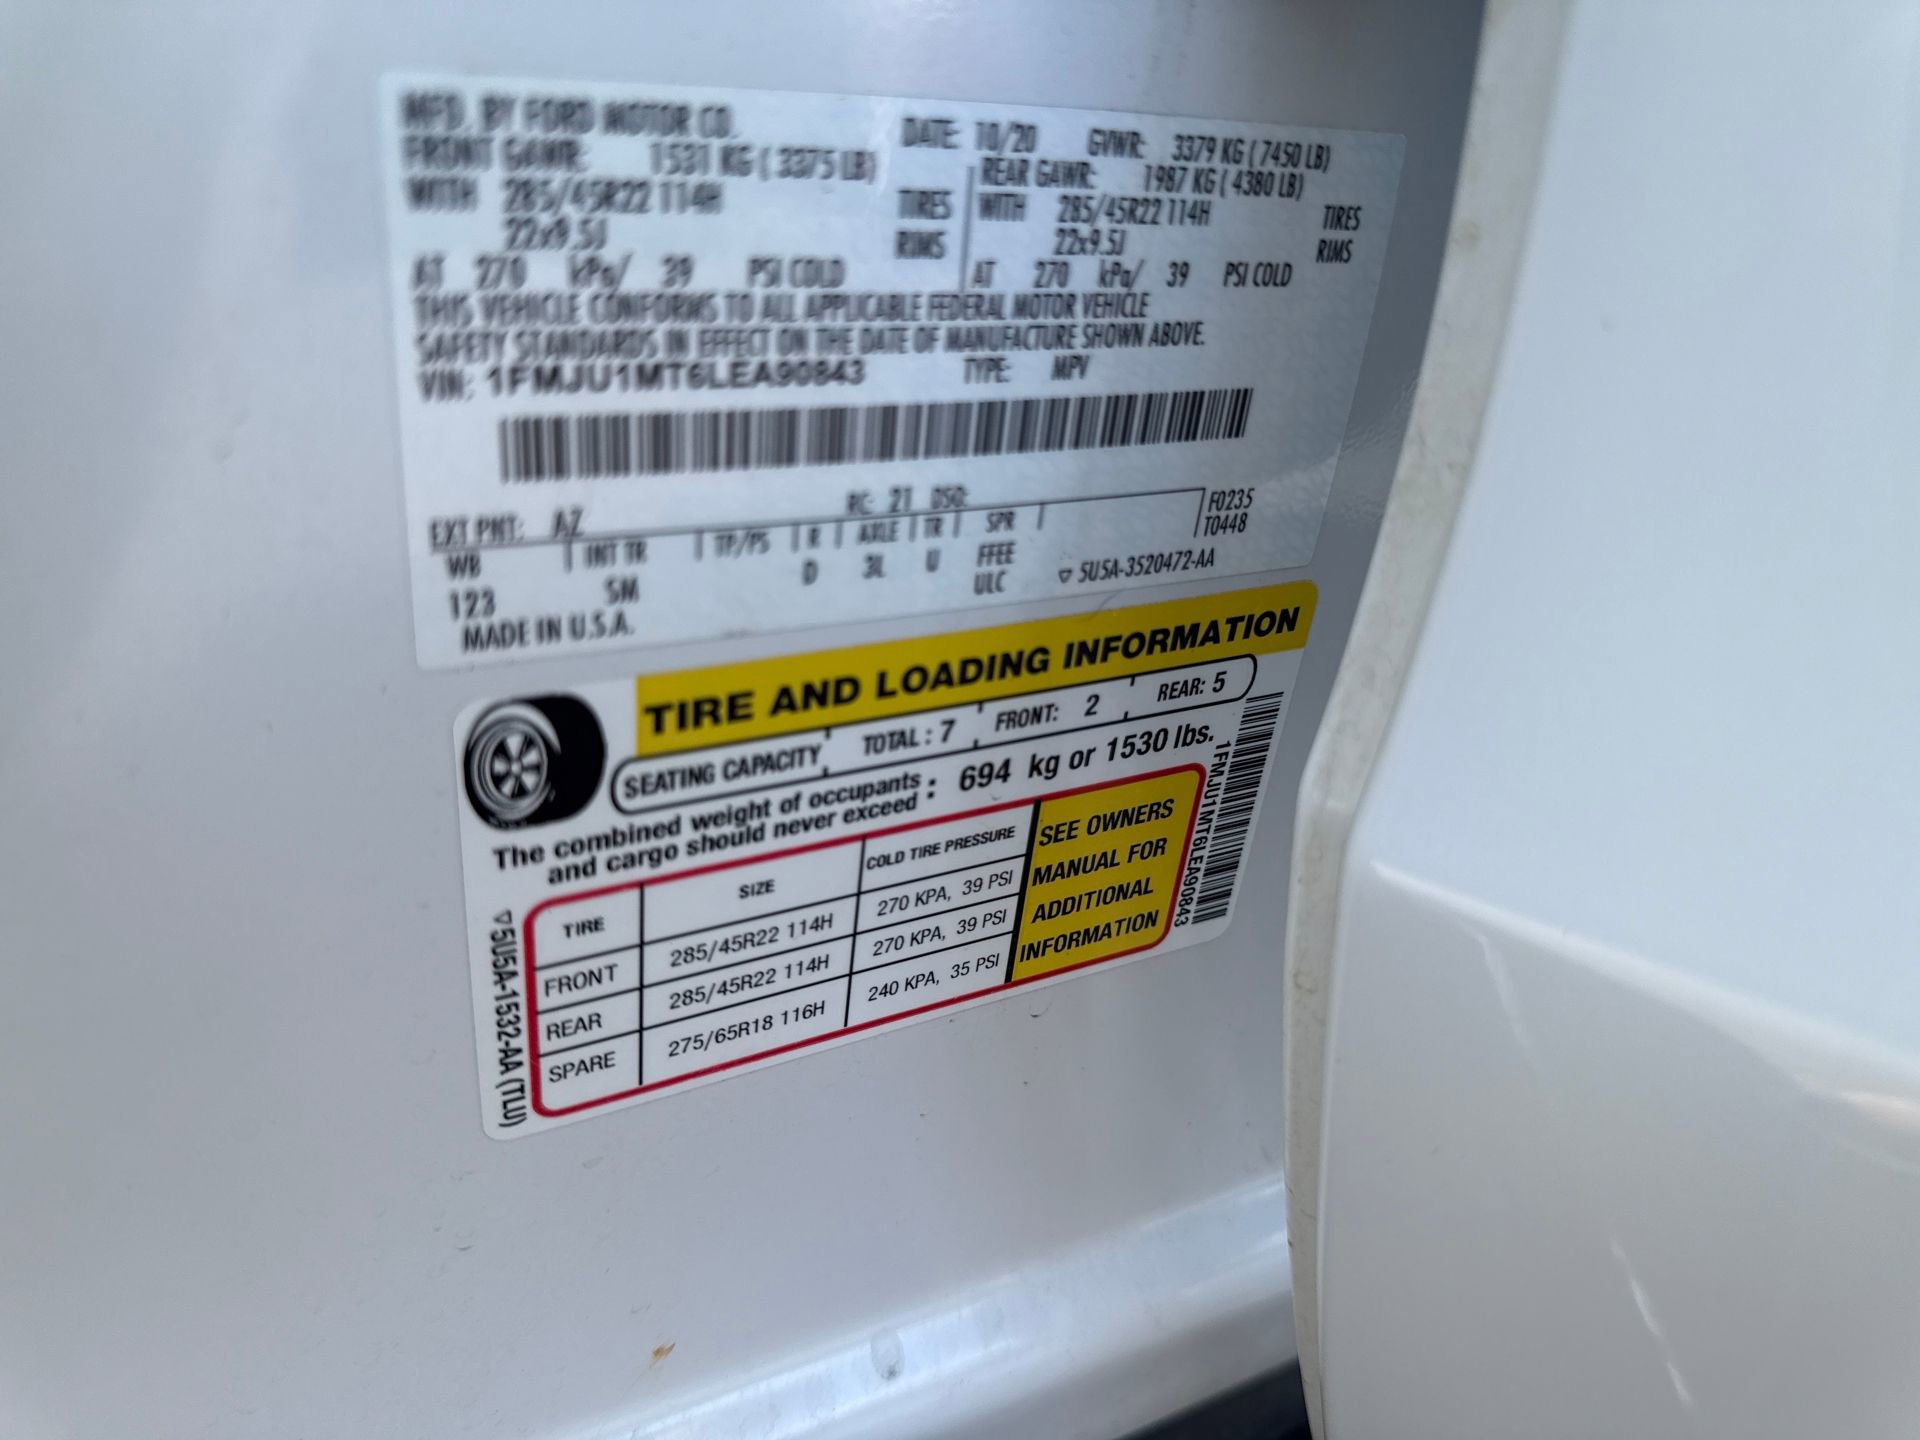 MFD. BY FORD MOTOR CO.
DATE: 10/20 GVWR: 3379 KG ( 7450 LB)
FRONT GAWR: 1531 KG ( 3375 LB)
WITH 285/45R22 114H TIRES
22x9.5J RIMS
AT 270 kPa/ 39 PSI COLD
REAR GAWR: 1987 KG ( 4380 LB)
WITH 285/45R22 114H TIRES
22x9.5J RIMS
AT 270 kPa/ 39 PSI COLD
THIS VEHICLE CONFORMS TO ALL APPLICABLE FEDERAL MOTOR VEHICLE
SAFETY STANDARDS IN EFFECT ON THE DATE OF MANUFACTURE SHOWN ABOVE.
VIN: 1FMJU1MT6LEA90843 TYPE: MPV
EXT PNT: AZ RC: 21 DSO:
F0235
T0448
WB INT TR TP/PS R AXLE TR SPR
123 SM D 3L U FFEE
ULC
▽ 5U5A-3520472-AA
MADE IN U.S.A.
TIRE AND LOADING INFORMATION
SEATING CAPACITY TOTAL : 7 FRONT: 2 REAR: 5
The combined weight of occupants
and cargo should never exceed : 694 kg or 1530 lbs.
TIRE SIZE COLD TIRE PRESSURE
FRONT 285/45R22 114H 270 KPA, 39 PSI
REAR 285/45R22 114H 270 KPA, 39 PSI
SPARE 275/65R18 116H 240 KPA, 35 PSI
SEE OWNERS
MANUAL FOR
ADDITIONAL
INFORMATION
▽5U5A-1532-AA (TLU)
1FMJU1MT6LEA90843